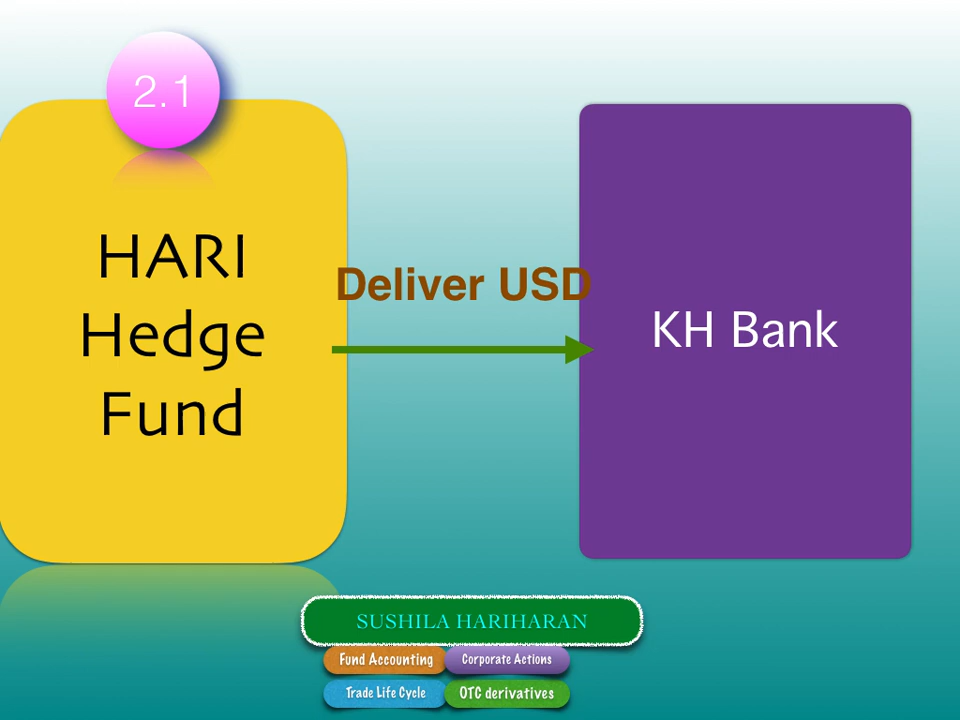 2.1
HARI
Hedge
Fund
Deliver USD
KH Bank
SUSHILA HARIHARAN
Fund Accounting
Corporate Actions
Trade Life Cycle
OTC derivatives